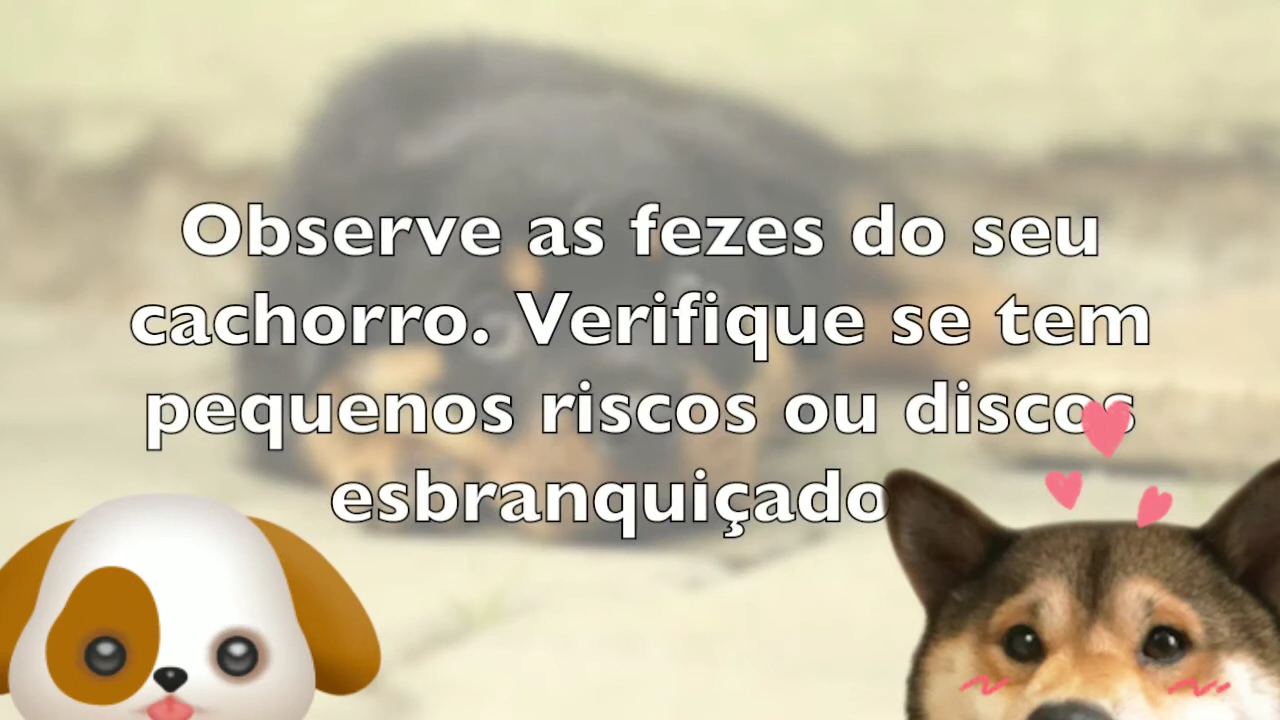 Observe as fezes do seu
cachorro. Verifique se tem
pequenos riscos ou discos
esbranquiçado